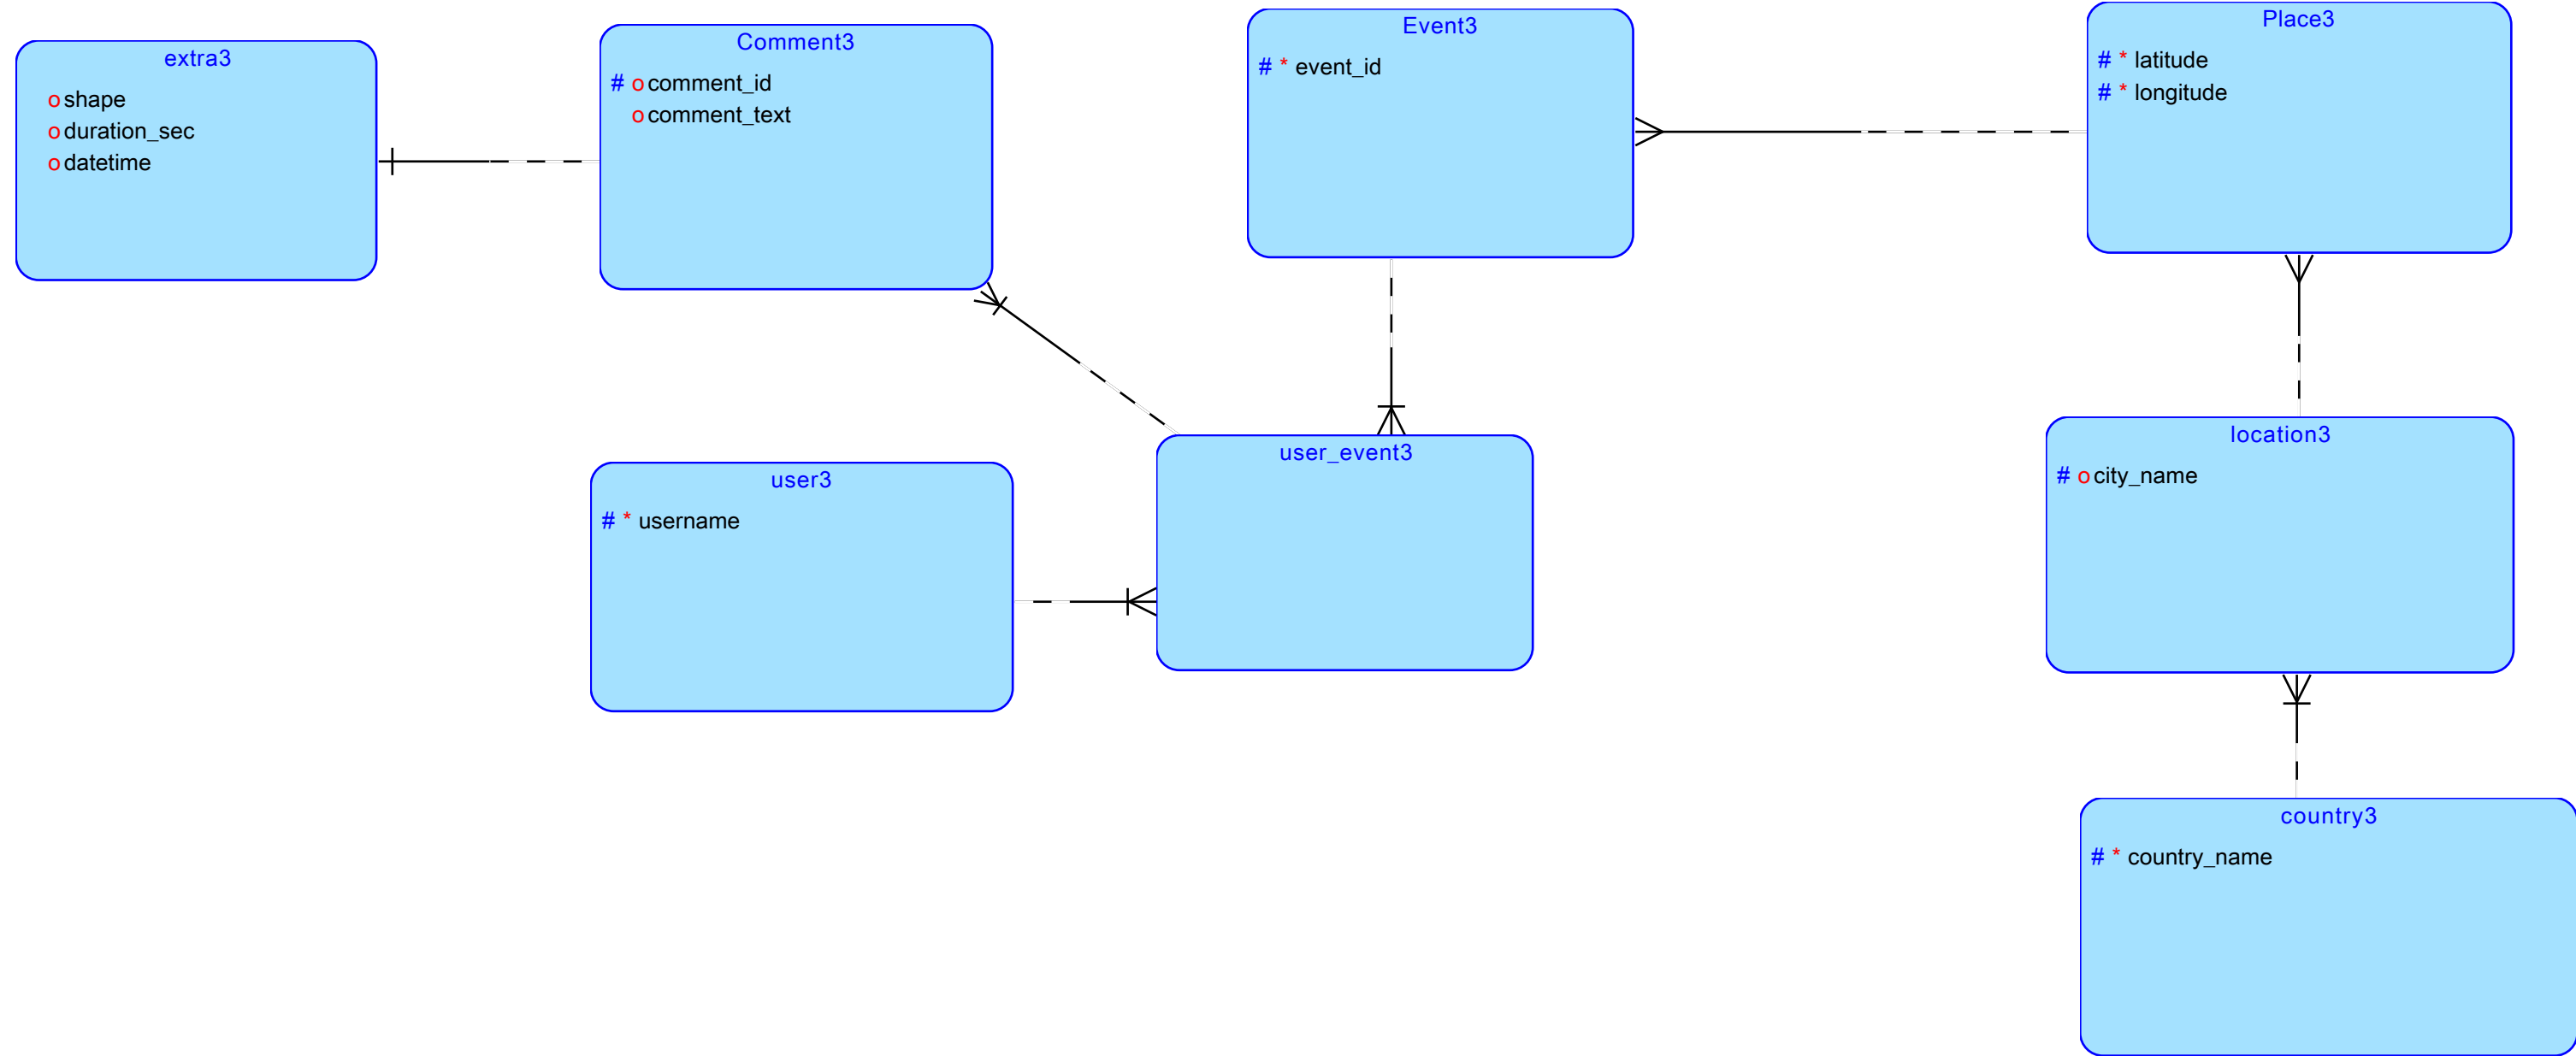 extra3
o shape
o duration_sec
o datetime
Comment3
# o comment_id
o comment_text
Event3
# * event_id
Place3
# * latitude
# * longitude
user3
# * username
user_event3
location3
# o city_name
country3
# * country_name